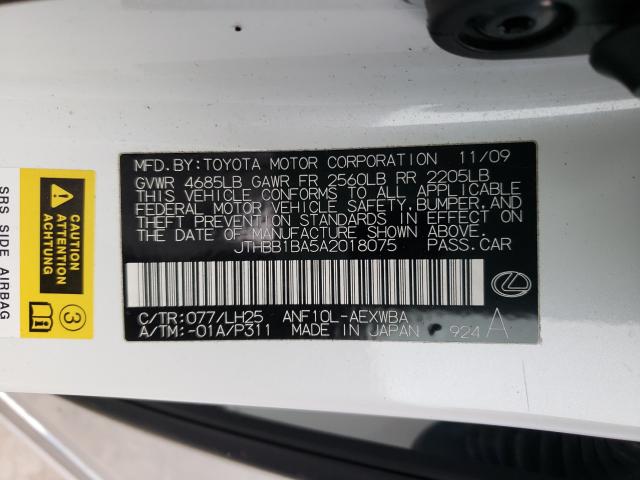 MFD.BY:TOYOTA MOTOR CORPORATION 11/09
GVWR 4685LB GAWR FR 2560LB RR 2205LB
THIS VEHICLE CONFORMS TO ALL APPLICABLE
FEDERAL MOTOR VEHICLE SAFETY,BUMPER,AND
THEFT PREVENTION STANDARDS IN EFFECT ON
THE DATE OF MANUFACTURE SHOWN ABOVE.
JTHBB1BA5A2018075 PASS.CAR
C/TR:077/LH25 ANF10L-AEXWBA
A/TM:-01A/P311 MADE IN JAPAN 924 A
CAUTION
ATTENTION
3
SRS SIDE AIRBAG